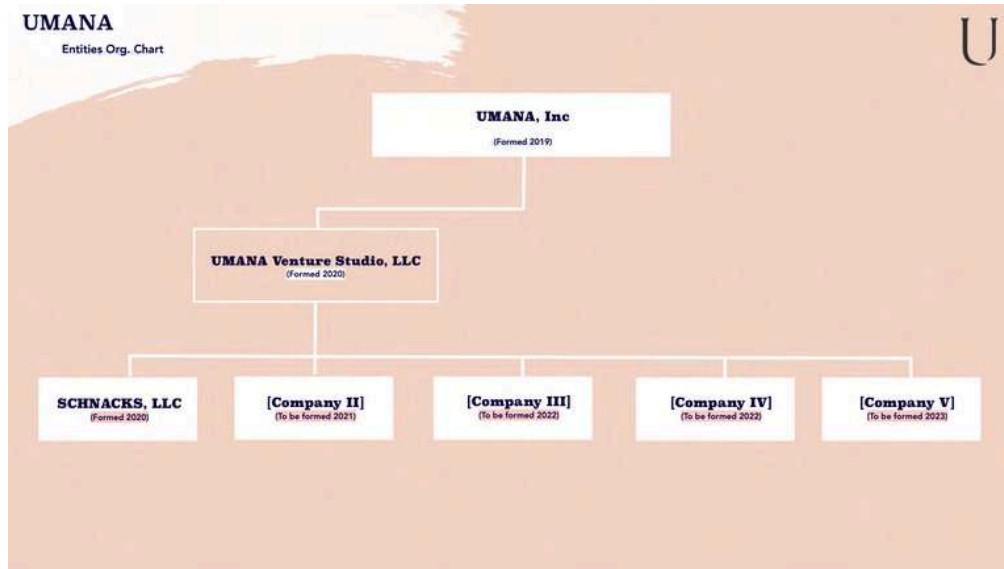 UMANA
Entities Org. Chart
U
UMANA, Inc
(Formed 2019)
UMANA Venture Studio, LLC
(Formed 2020)
SCHNACKS, LLC
(Formed 2020)
[Company II]
(To be formed 2021)
[Company III]
(To be formed 2022)
[Company IV]
(To be formed 2022)
[Company V]
(To be formed 2023)